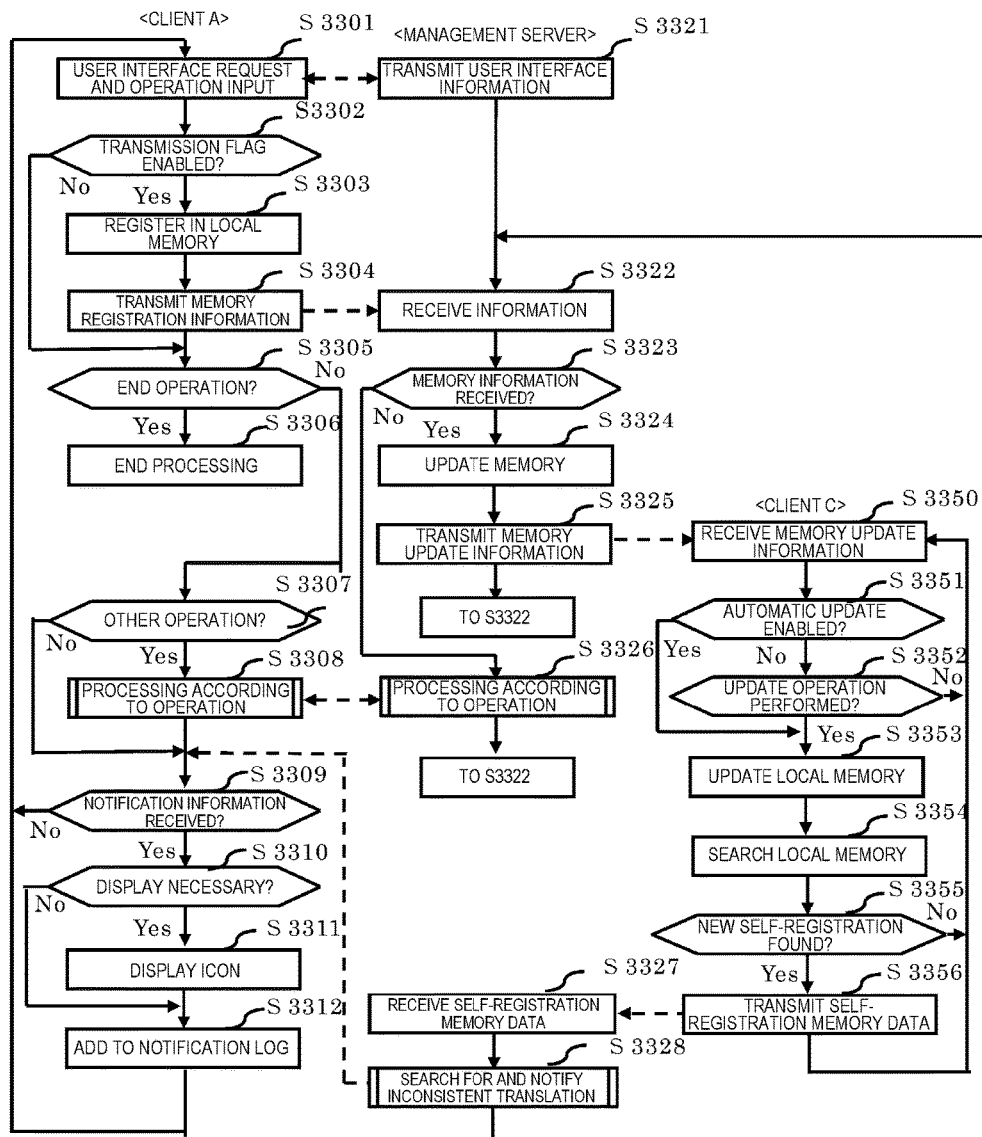 <CLIENT A>
S 3301
USER INTERFACE REQUEST
AND OPERATION INPUT
S3302
TRANSMISSION FLAG
ENABLED?
No
Yes
S 3303
REGISTER IN LOCAL
MEMORY
S 3304
TRANSMIT MEMORY
REGISTRATION INFORMATION
S 3305
END OPERATION?
No
Yes
S 3306
END PROCESSING
S 3307
OTHER OPERATION?
No
Yes
S 3308
PROCESSING ACCORDING
TO OPERATION
S 3309
NOTIFICATION INFORMATION
RECEIVED?
No
Yes
S 3310
DISPLAY NECESSARY?
No
Yes
S 3311
DISPLAY ICON
S 3312
ADD TO NOTIFICATION LOG
<MANAGEMENT SERVER>
S 3321
TRANSMIT USER INTERFACE
INFORMATION
S 3322
RECEIVE INFORMATION
S 3323
MEMORY INFORMATION
RECEIVED?
No
Yes
S 3324
UPDATE MEMORY
S 3325
TRANSMIT MEMORY
UPDATE INFORMATION
TO S3322
S 3326
PROCESSING ACCORDING
TO OPERATION
TO S3322
S 3327
RECEIVE SELF-REGISTRATION
MEMORY DATA
S 3328
SEARCH FOR AND NOTIFY
INCONSISTENT TRANSLATION
<CLIENT C>
S 3350
RECEIVE MEMORY UPDATE
INFORMATION
S 3351
AUTOMATIC UPDATE
ENABLED?
Yes
No
S 3352
UPDATE OPERATION
PERFORMED?
No
Yes
S 3353
UPDATE LOCAL MEMORY
S 3354
SEARCH LOCAL MEMORY
S 3355
NEW SELF-REGISTRATION
FOUND?
No
Yes
S 3356
TRANSMIT SELF-
REGISTRATION MEMORY DATA